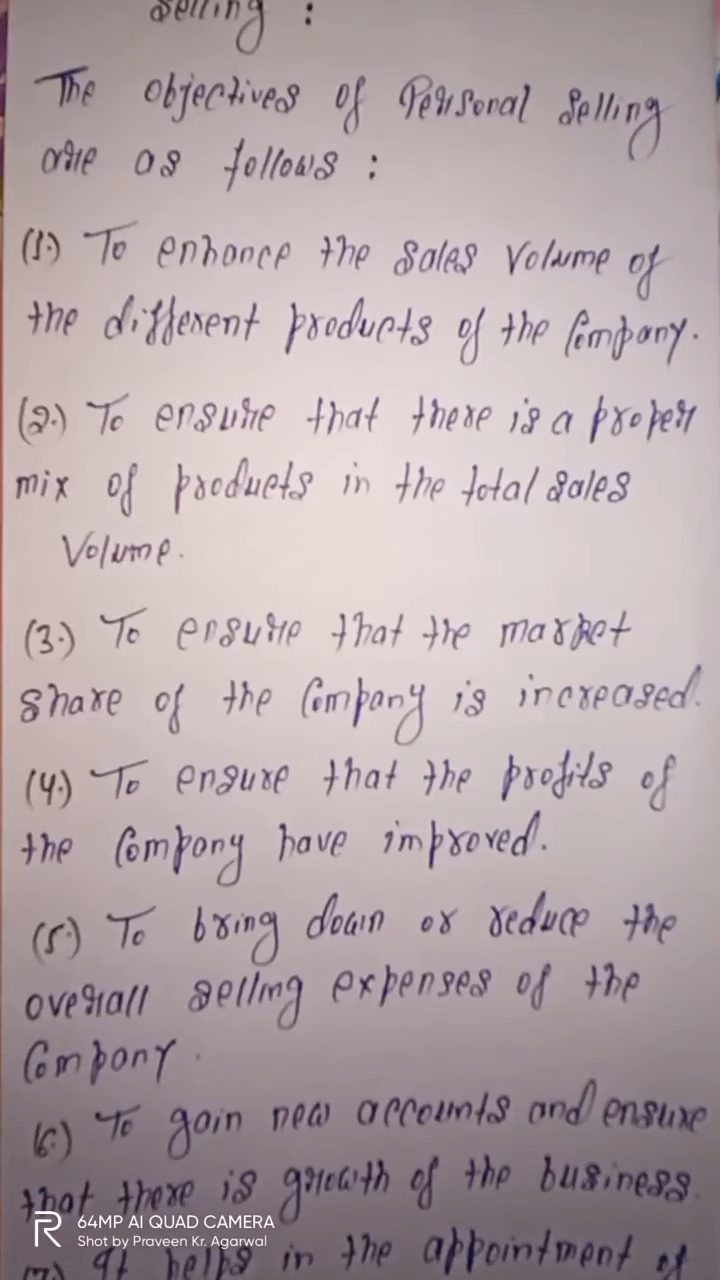 Selling :
The objectives of Personal Selling
are as follows :
(1.) To enhance the Sales Volume of
the different products of the Company.
(2.) To ensure that there is a proper
mix of products in the total sales
Volume.
(3.) To ensure that the market
share of the Company is increased.
(4.) To ensure that the profits of
the Company have improved.
(5.) To bring down or reduce the
overall selling expenses of the
Company.
(6.) To gain new accounts and ensure
that there is growth of the business.
(7.) It helps in the appointment of
R
64MP AI QUAD CAMERA
Shot by Praveen Kr. Agarwal